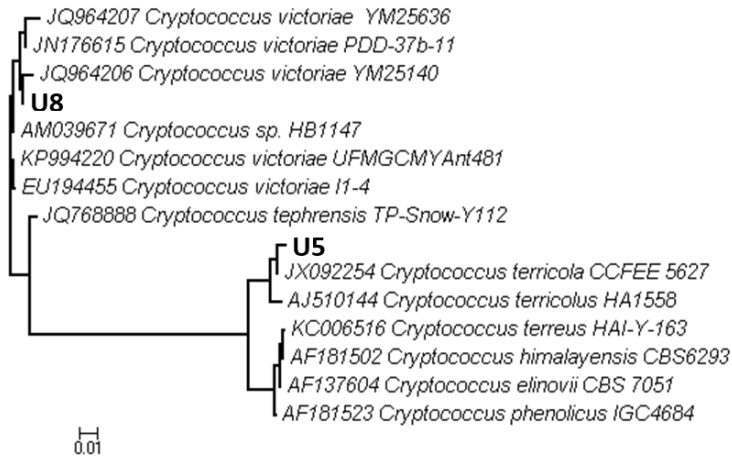 JQ964207 Cryptococcus victoriae YM25636
JN176615 Cryptococcus victoriae PDD-37b-11
JQ964206 Cryptococcus victoriae YM25140
U8
AM039671 Cryptococcus sp. HB1147
KP994220 Cryptococcus victoriae UFMGCMYAnt481
EU194455 Cryptococcus victoriae I1-4
JQ768888 Cryptococcus tephrensis TP-Snow-Y112
U5
JX092254 Cryptococcus terricola CCFEE 5627
AJ510144 Cryptococcus terricolus HA1558
KC006516 Cryptococcus terreus HAI-Y-163
AF181502 Cryptococcus himalayensis CBS6293
AF137604 Cryptococcus elinovii CBS 7051
AF181523 Cryptococcus phenolicus IGC4684
0.01